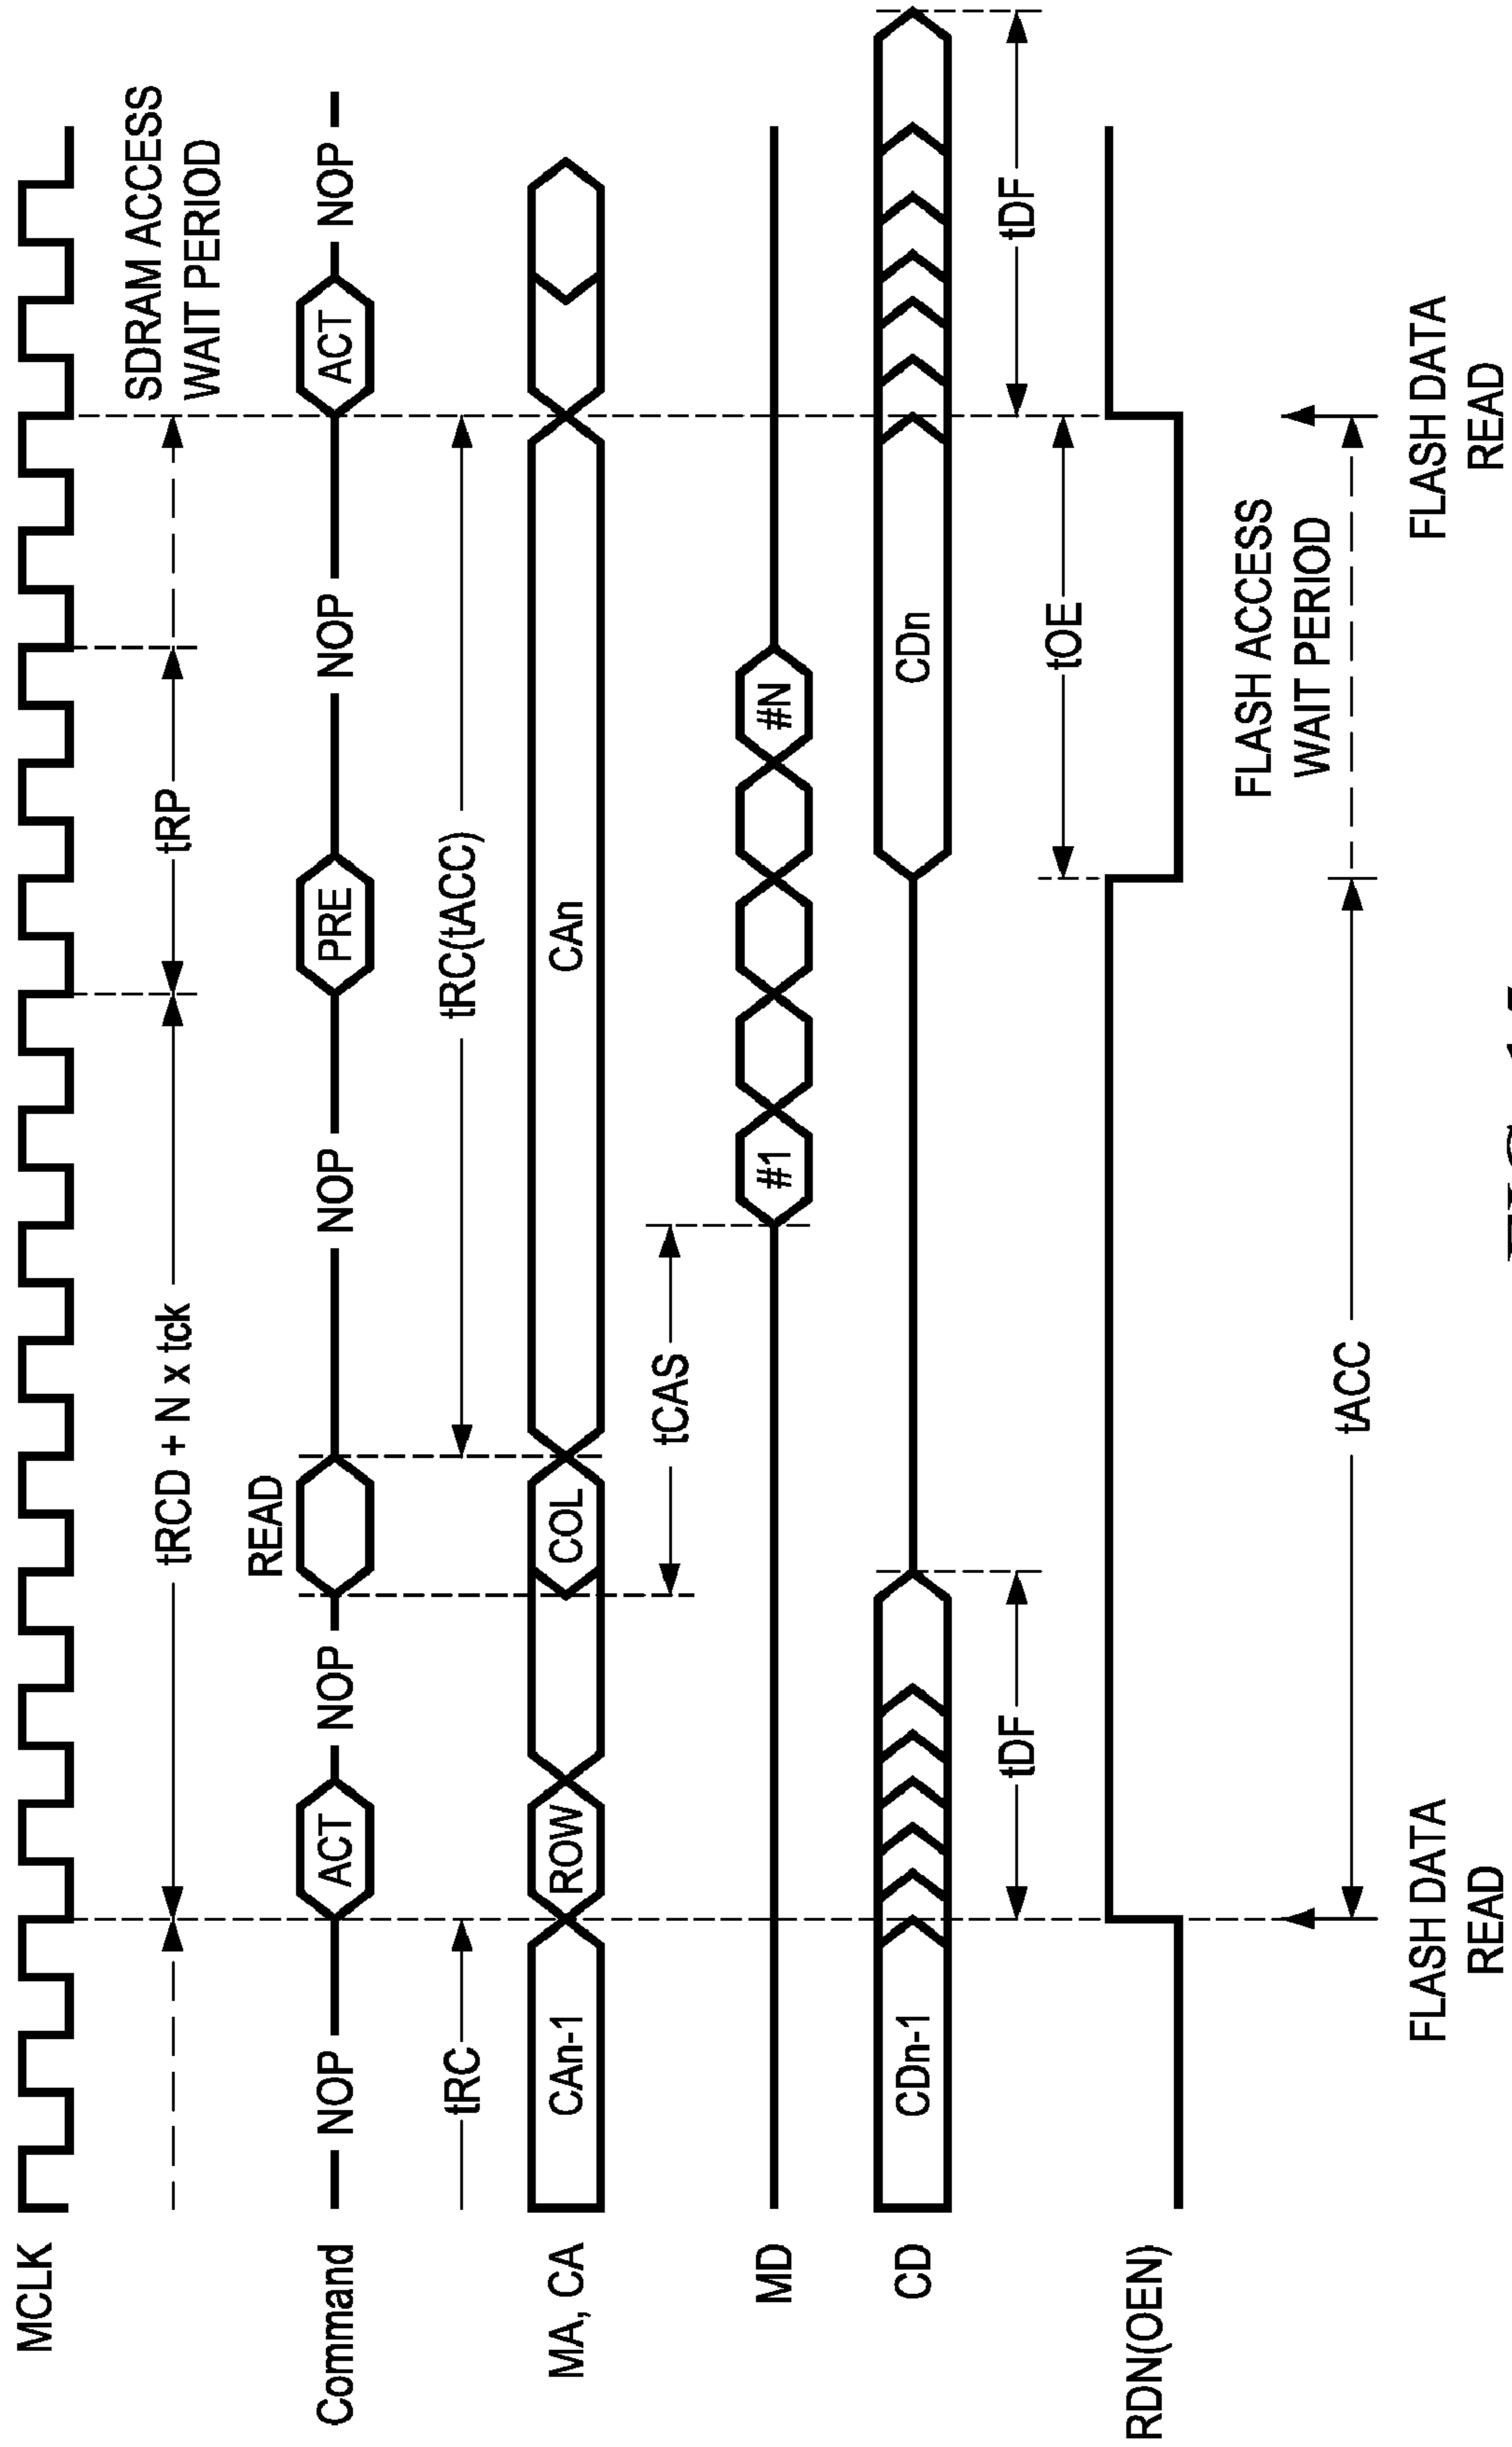 MCLK
SDRAM ACCESS
WAIT PERIOD
tRCD + N x tck
tRP
Command
NOP
ACT
NOP
READ
NOP
PRE
NOP
ACT
NOP
tRC
tRC(tACC)
MA, CA
CAn-1
ROW
COL
CAn
tCAS
MD
#1
#N
CD
CDn-1
CDn
tDF
tOE
tDF
RDN(OEN)
FLASH ACCESS
WAIT PERIOD
tACC
FLASH DATA
READ
FLASH DATA
READ